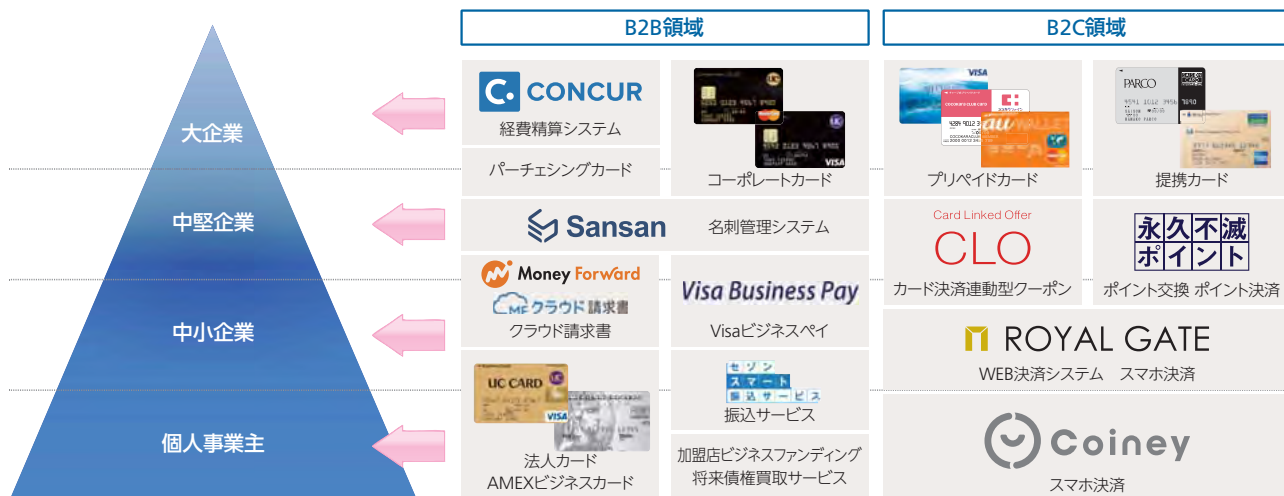 B2B領域
B2C領域
大企業
中堅企業
中小企業
個人事業主
C. CONCUR
経費精算システム
パーチェシングカード
コーポレートカード
VISA
Sansan
名刺管理システム
Money Forward
MFクラウド請求書
クラウド請求書
Visa Business Pay
Visaビジネスペイ
UC CARD
VISA
法人カード
AMEXビジネスカード
セゾン
スマート
振込サービス
振込サービス
加盟店ビジネスファンディング
将来債権買取サービス
VISA
au WALLET
プリペイドカード
PARCO
提携カード
Card Linked Offer
CLO
カード決済連動型クーポン
永久不滅
ポイント
ポイント交換 ポイント決済
ROYAL GATE
WEB決済システム　スマホ決済
Coiney
スマホ決済